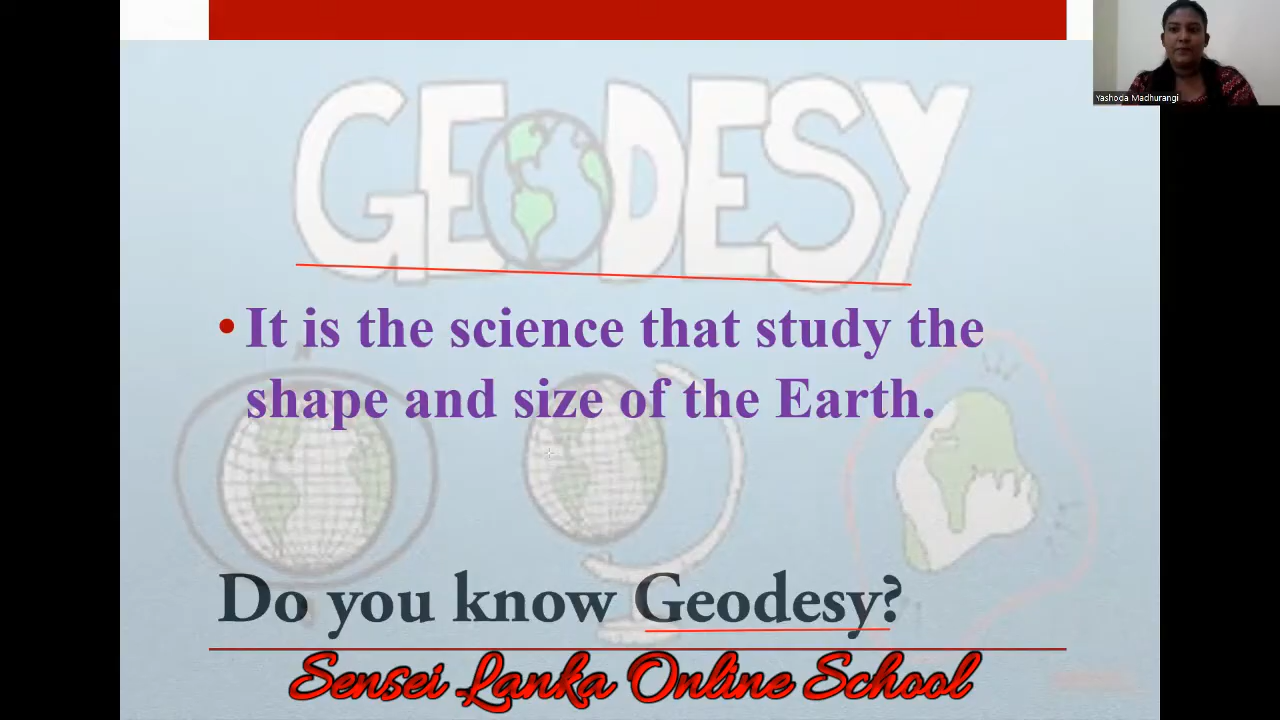 Yashoda Madhurangi
GEODESY
• It is the science that study the
shape and size of the Earth.
Do you know Geodesy?
Sensei Lanka Online School